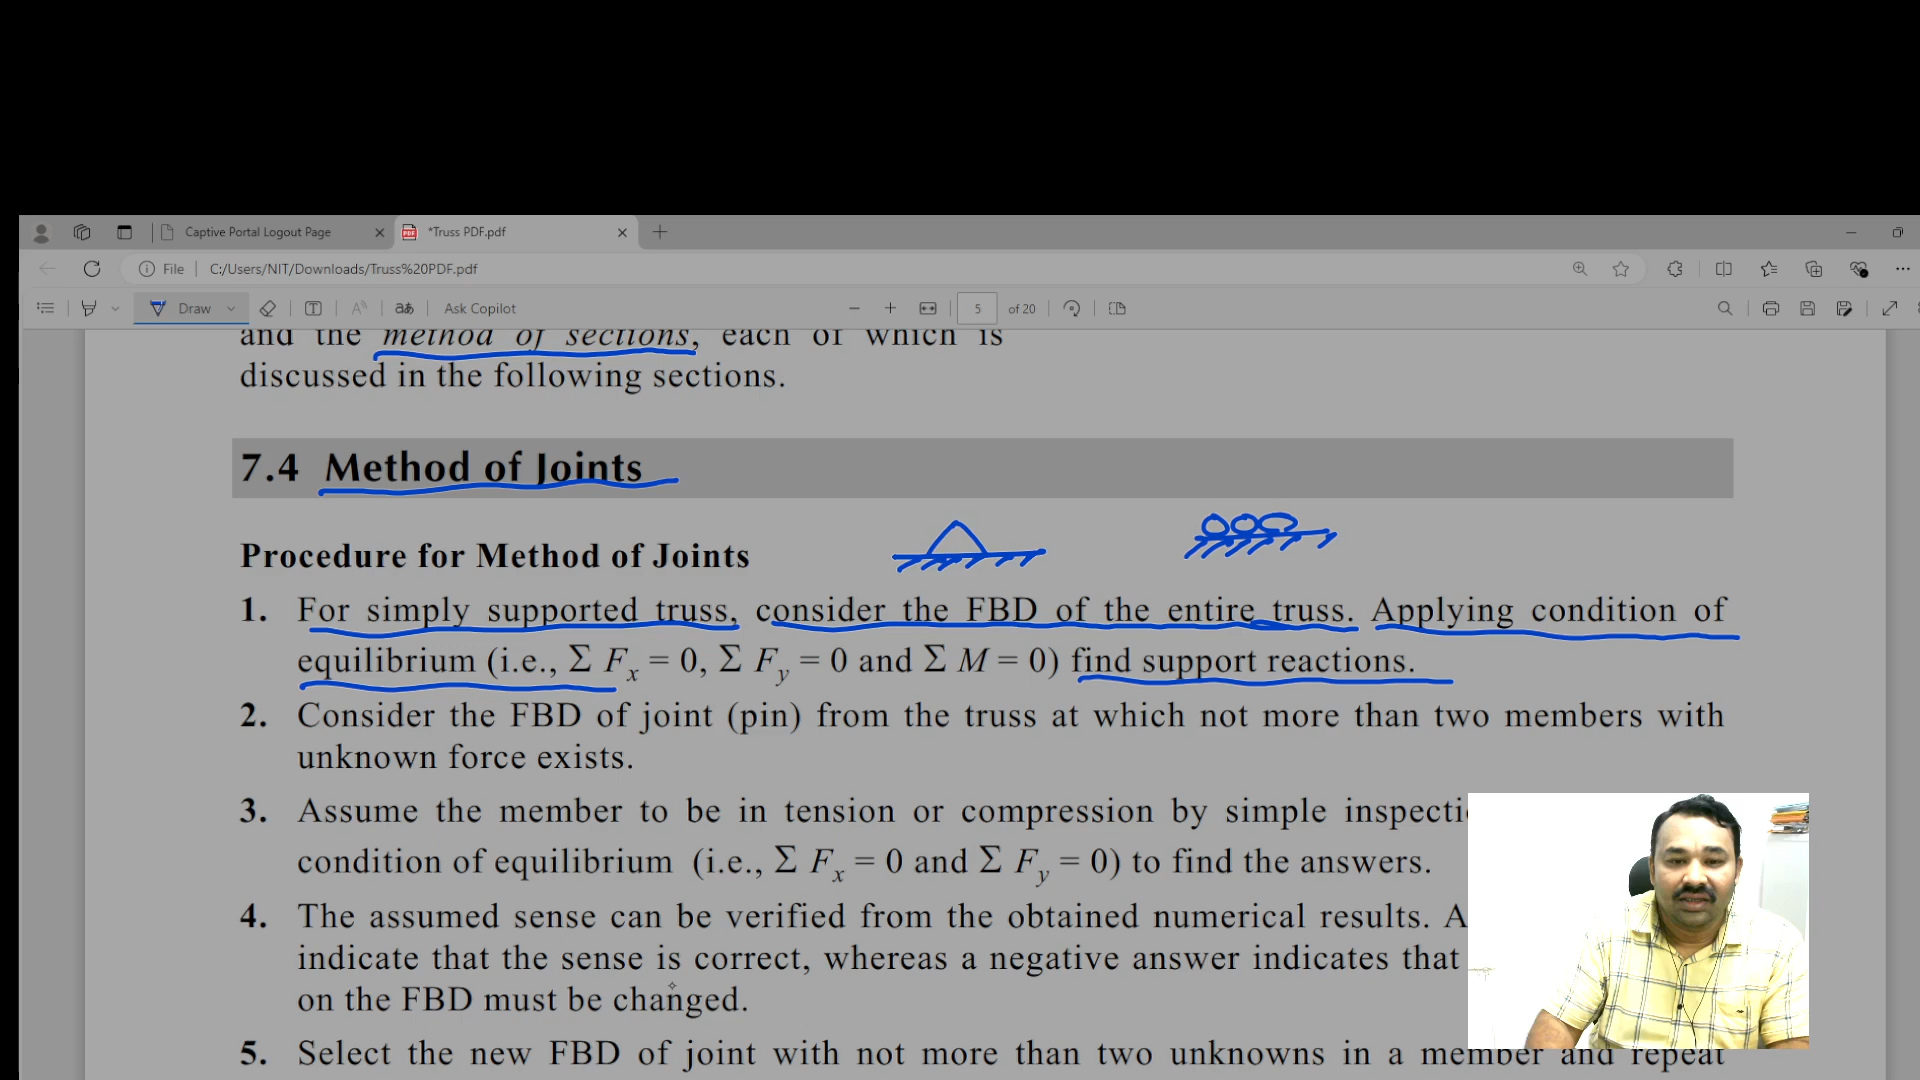 Captive Portal Logout Page
*Truss PDF.pdf
File C:/Users/NIT/Downloads/Truss%20PDF.pdf
Draw Ask Copilot 5 of 20
and the method of sections, each of which is
discussed in the following sections.
7.4 Method of Joints
Procedure for Method of Joints
1. For simply supported truss, consider the FBD of the entire truss. Applying condition of
equilibrium (i.e., Σ Fx = 0, Σ Fy = 0 and Σ M = 0) find support reactions.
2. Consider the FBD of joint (pin) from the truss at which not more than two members with
unknown force exists.
3. Assume the member to be in tension or compression by simple
condition of equilibrium (i.e., Σ Fx = 0 and Σ Fy = 0) to find the answers.
4. The assumed sense can be verified from the obtained numerical results. A
indicate that the sense is correct, whereas a negative answer indicates that
on the FBD must be changed.
5. Select the new FBD of joint with not more than two unknowns in a member and repeat